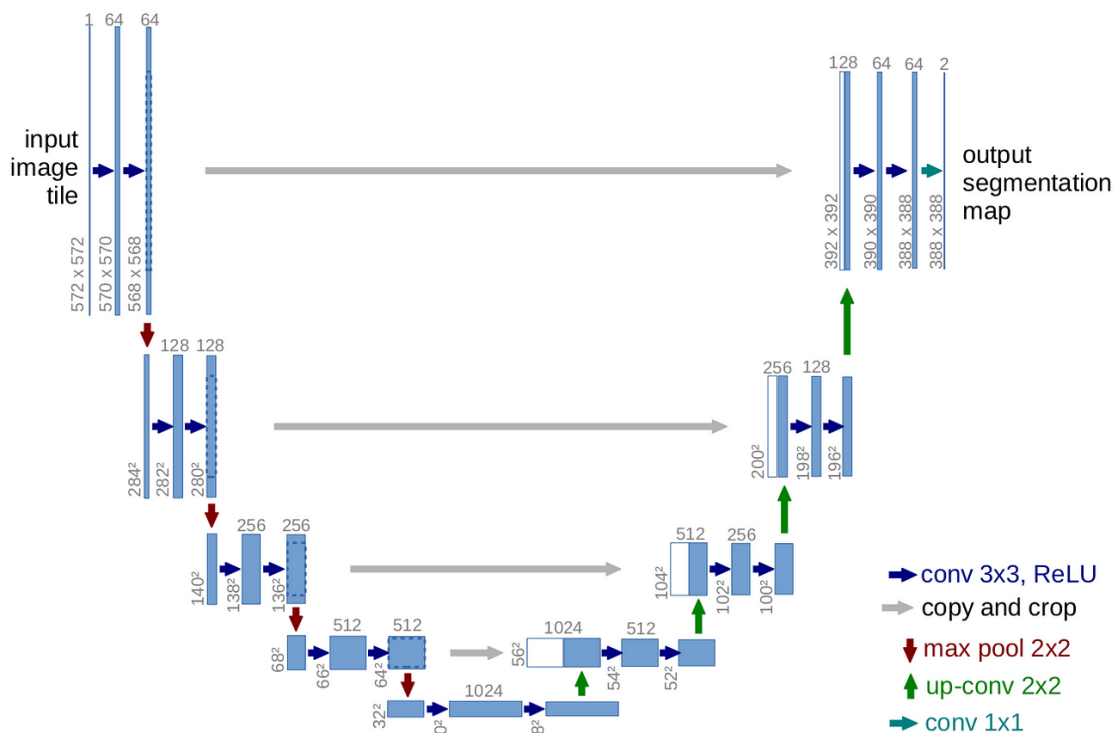 1 64 64
input
image
tile
572 x 572
570 x 570
568 x 568
128 64 64 2
output
segmentation
map
392 x 392
390 x 390
388 x 388
388 x 388
128 128
284²
282²
280²
256 128
200²
198²
196²
256 256
140²
138²
136²
512 256
104²
102²
100²
512 512
68²
66²
64²
1024 512
56²
54²
52²
1024
32²
conv 3x3, ReLU
copy and crop
max pool 2x2
up-conv 2x2
conv 1x1